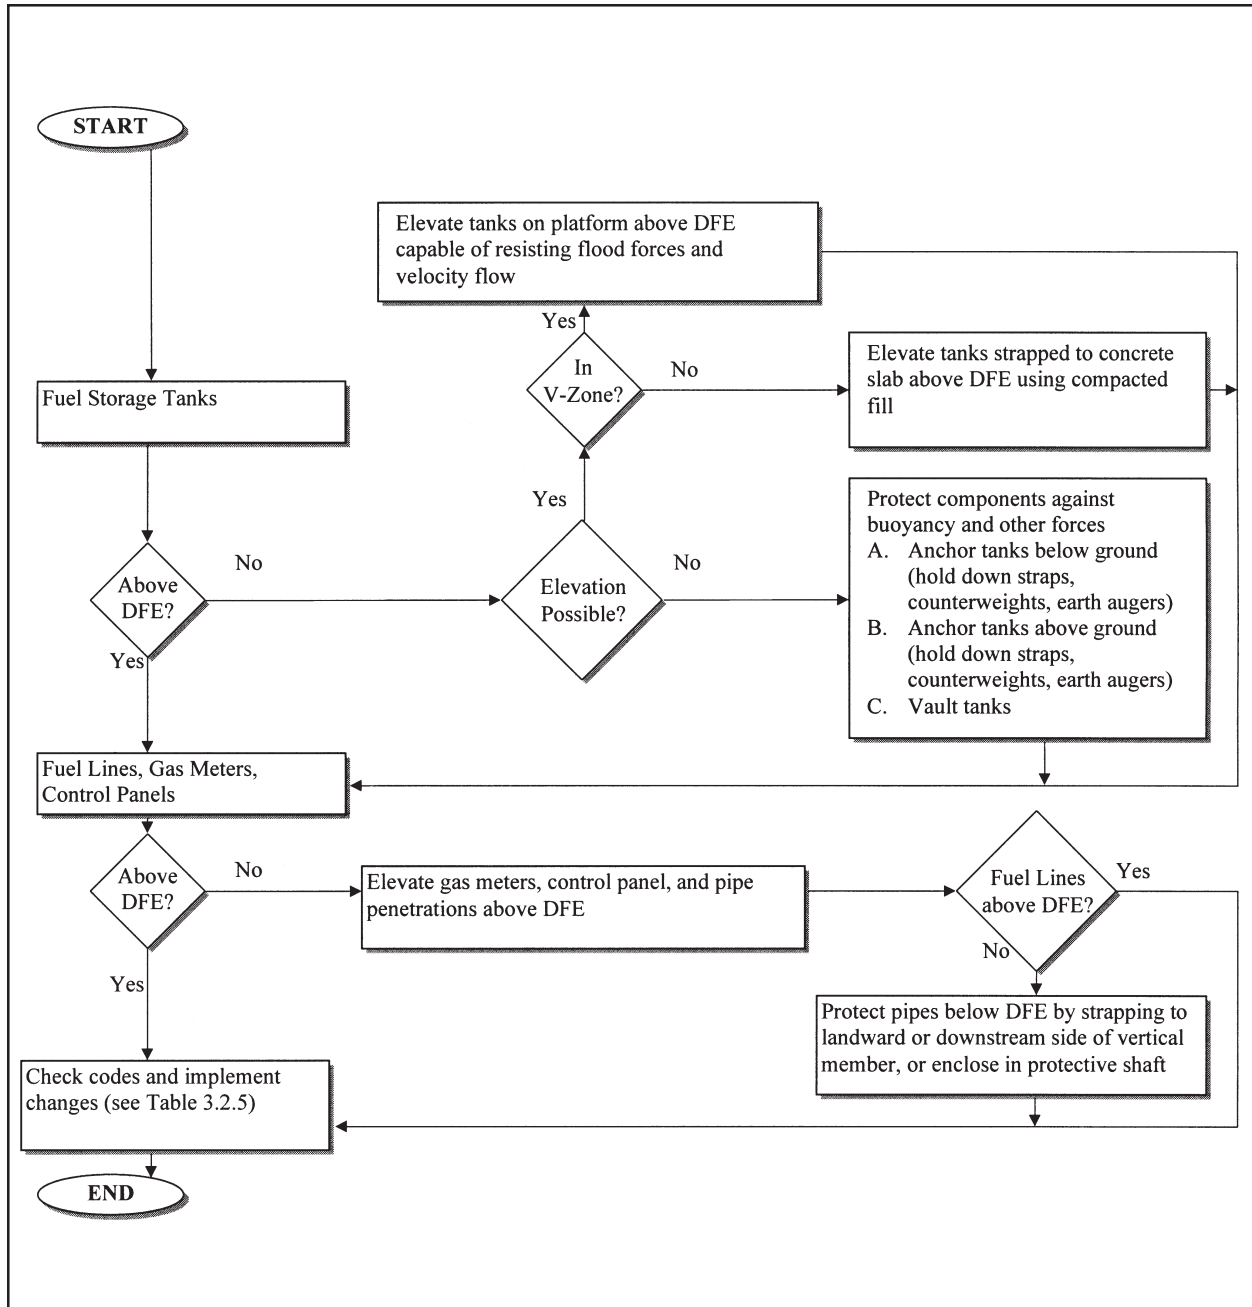 START
Elevate tanks on platform above DFE
capable of resisting flood forces and
velocity flow
Yes
In
V-Zone?
No
Elevate tanks strapped to concrete
slab above DFE using compacted
fill
Fuel Storage Tanks
Yes
Protect components against
buoyancy and other forces
A. Anchor tanks below ground
(hold down straps,
counterweights, earth augers)
B. Anchor tanks above ground
(hold down straps,
counterweights, earth augers)
C. Vault tanks
Above
DFE?
No
Elevation
Possible?
No
Yes
Fuel Lines, Gas Meters,
Control Panels
Above
DFE?
No
Elevate gas meters, control panel, and pipe
penetrations above DFE
Fuel Lines
above DFE?
Yes
No
Yes
Protect pipes below DFE by strapping to
landward or downstream side of vertical
member, or enclose in protective shaft
Check codes and implement
changes (see Table 3.2.5)
END